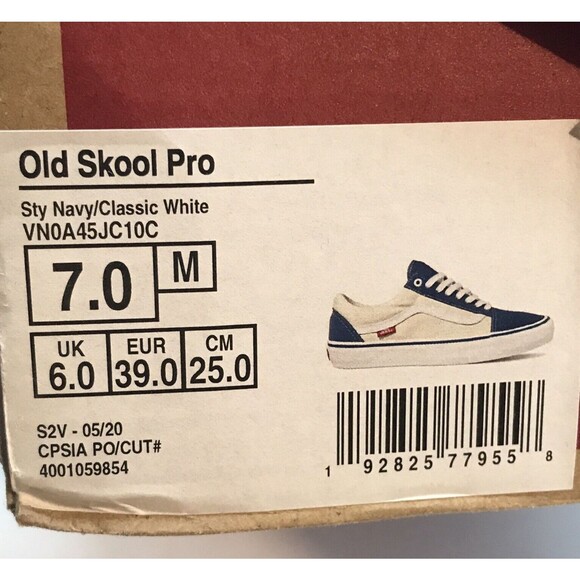 Old Skool Pro
Sty Navy/Classic White
VN0A45JC10C
7.0 M
UK EUR CM
6.0 39.0 25.0
S2V - 05/20
CPSIA PO/CUT#
4001059854
1 92825 77955 8